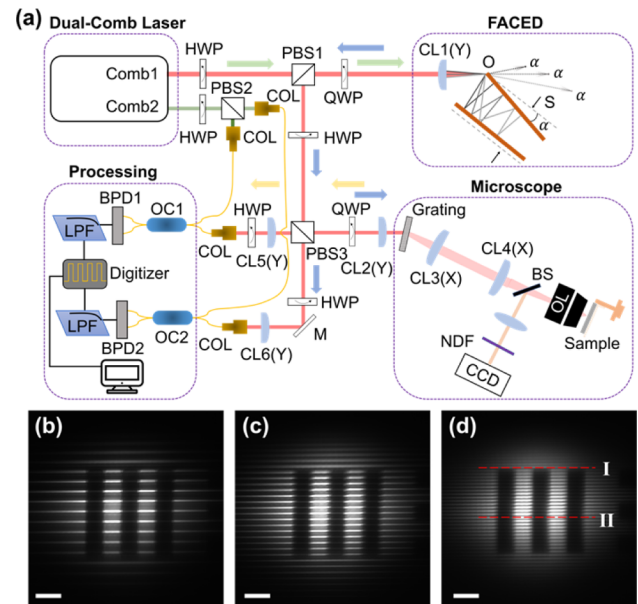 (a)
Dual-Comb Laser
FACED
HWP
PBS1
CL1(Y)
O
α
α
α
S
α
Comb1
Comb2
PBS2
COL
QWP
HWP
COL
HWP
Processing
BPD1
OC1
LPF
HWP
QWP
Microscope
Grating
COL
CL5(Y)
PBS3
CL2(Y)
CL3(X)
CL4(X)
BS
OL
Digitizer
HWP
LPF
OC2
COL
M
BPD2
CL6(Y)
NDF
Sample
CCD
(b)
(c)
(d)
I
II